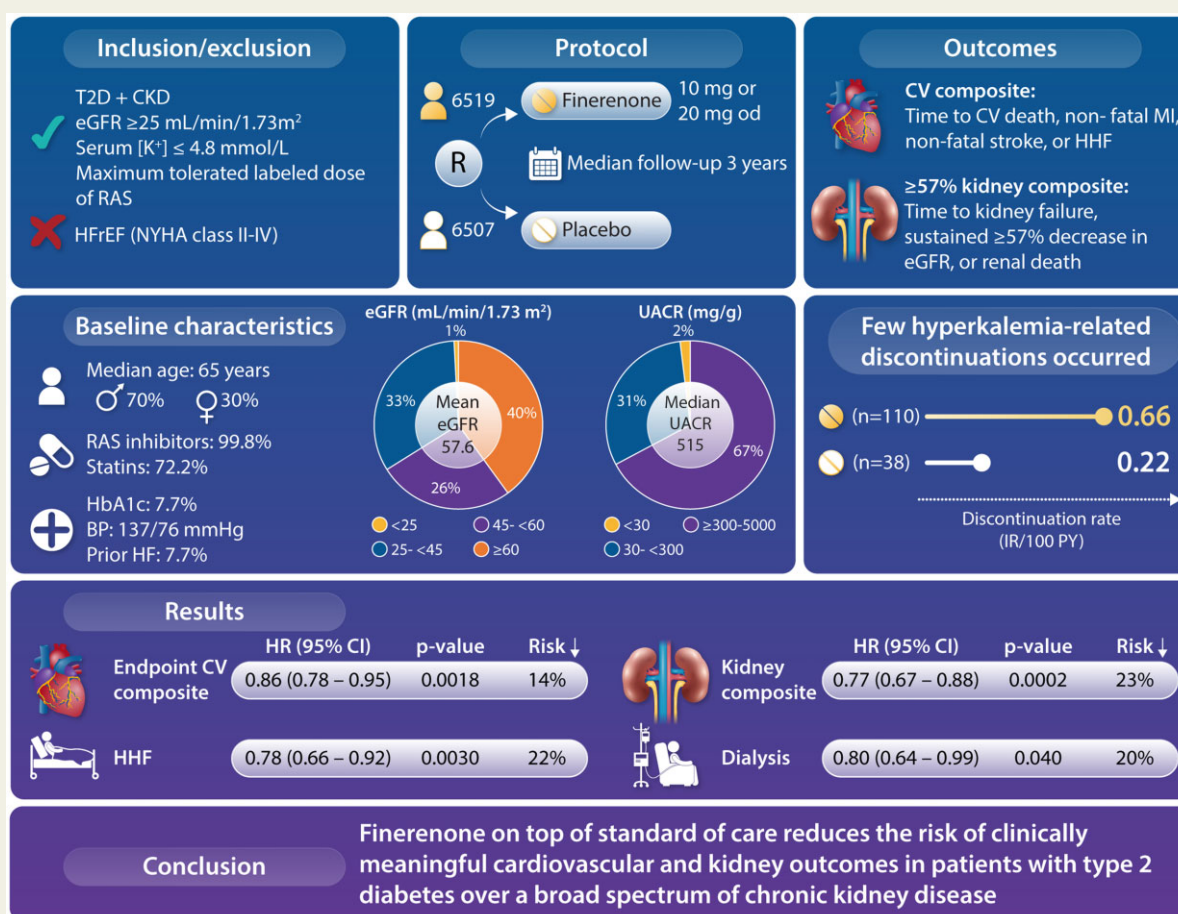 Inclusion/exclusion
T2D + CKD
eGFR ≥25 mL/min/1.73m²
Serum [K⁺] ≤ 4.8 mmol/L
Maximum tolerated labeled dose
of RAS
HFrEF (NYHA class II-IV)
Protocol
6519
Finerenone
10 mg or
20 mg od
R
Median follow-up 3 years
6507
Placebo
Outcomes
CV composite:
Time to CV death, non- fatal MI,
non-fatal stroke, or HHF
≥57% kidney composite:
Time to kidney failure,
sustained ≥57% decrease in
eGFR, or renal death
Baseline characteristics
Median age: 65 years
70% 30%
RAS inhibitors: 99.8%
Statins: 72.2%
HbA1c: 7.7%
BP: 137/76 mmHg
Prior HF: 7.7%
eGFR (mL/min/1.73 m²)
1%
33%
40%
26%
Mean
eGFR
57.6
<25 45- <60
25- <45 ≥60
UACR (mg/g)
2%
31%
67%
Median
UACR
515
<30 ≥300-5000
30- <300
Few hyperkalemia-related
discontinuations occurred
(n=110) 0.66
(n=38) 0.22
Discontinuation rate
(IR/100 PY)
Results
HR (95% CI) p-value Risk ↓
Endpoint CV
composite
0.86 (0.78 – 0.95) 0.0018 14%
HHF 0.78 (0.66 – 0.92) 0.0030 22%
HR (95% CI) p-value Risk ↓
Kidney
composite
0.77 (0.67 – 0.88) 0.0002 23%
Dialysis 0.80 (0.64 – 0.99) 0.040 20%
Conclusion
Finerenone on top of standard of care reduces the risk of clinically
meaningful cardiovascular and kidney outcomes in patients with type 2
diabetes over a broad spectrum of chronic kidney disease